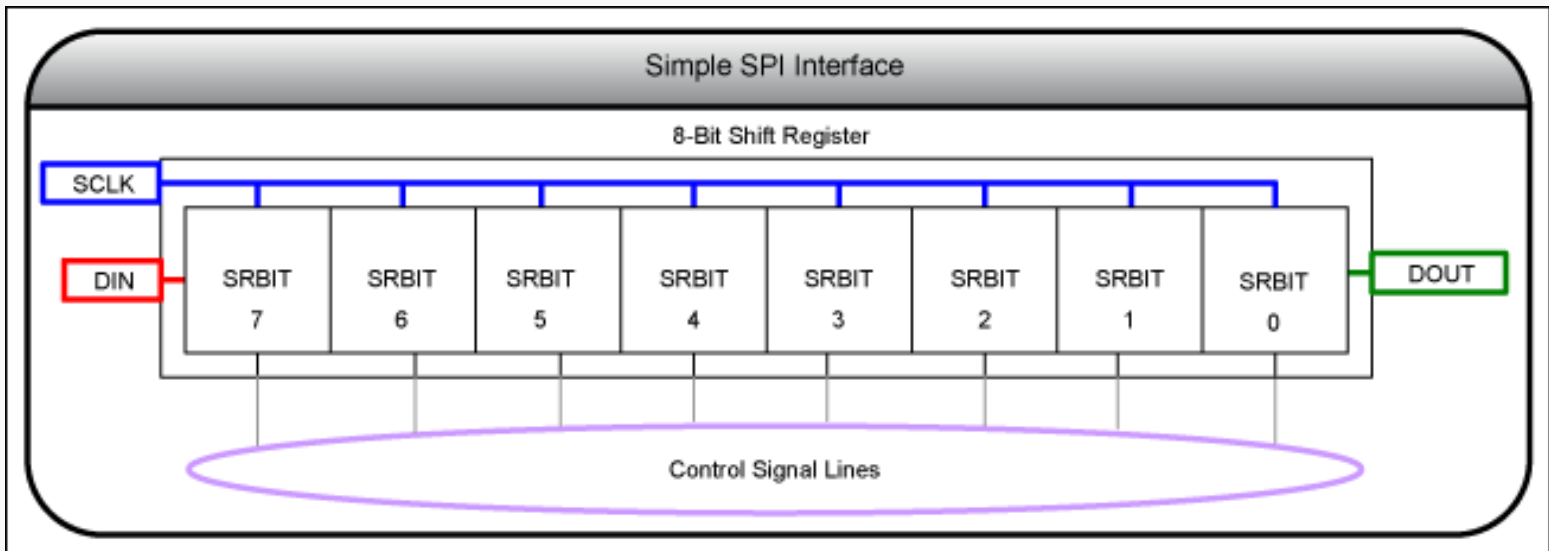 Simple SPI Interface
8-Bit Shift Register
SCLK
DIN
SRBIT
7
SRBIT
6
SRBIT
5
SRBIT
4
SRBIT
3
SRBIT
2
SRBIT
1
SRBIT
0
DOUT
Control Signal Lines